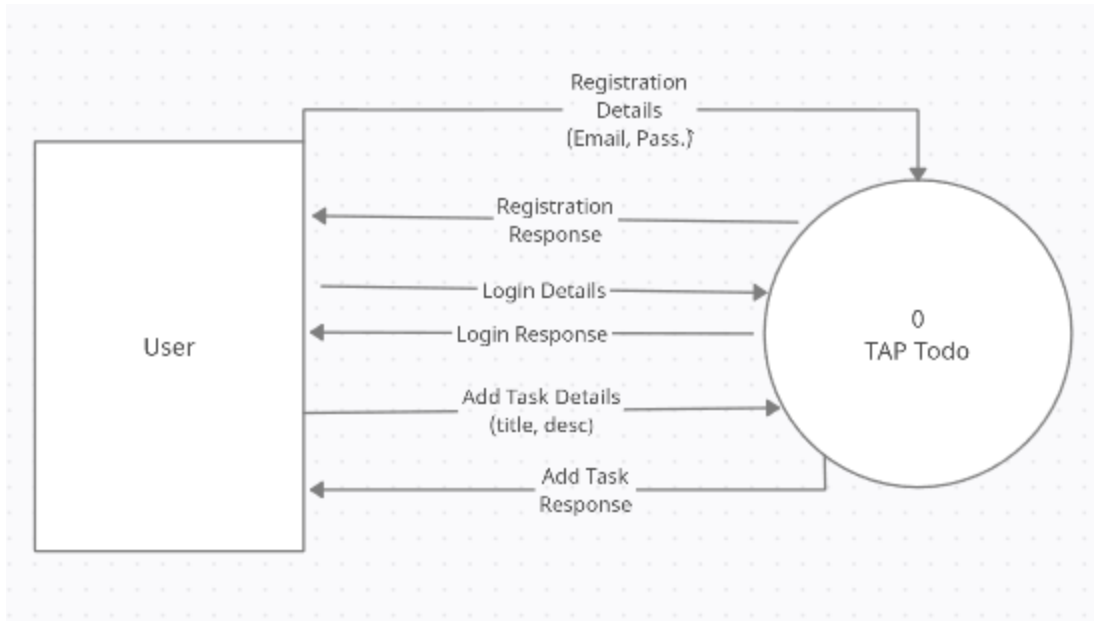 Registration
Details
(Email, Pass.)
Registration
Response
Login Details
Login Response
Add Task Details
(title, desc)
Add Task
Response
User
0
TAP Todo